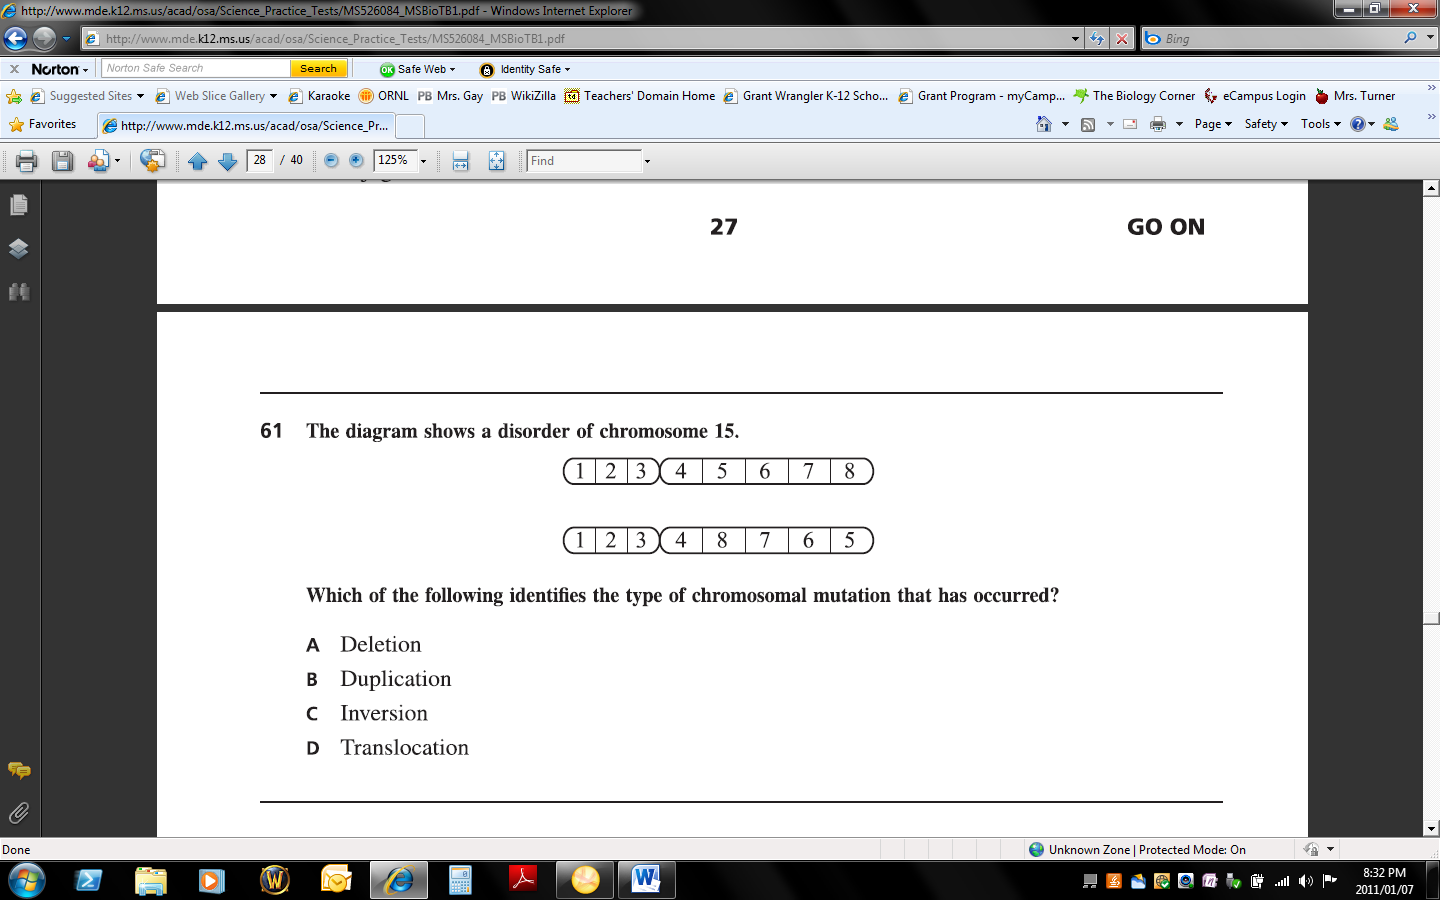 http://www.mde.k12.ms.us/acad/osa/Science_Practice_Tests/MS526084_MSBioTB1.pdf - Windows Internet Explorer
http://www.mde.k12.ms.us/acad/osa/Science_Practice_Tests/MS526084_MSBioTB1.pdf
Bing
x Norton Norton Safe Search Search OK Safe Web Identity Safe
Suggested Sites Web Slice Gallery Karaoke ORNL PB Mrs. Gay PB WikiZilla td Teachers' Domain Home Grant Wrangler K-12 Scho... Grant Program - myCamp... The Biology Corner eCampus Login Mrs. Turner
Favorites http://www.mde.k12.ms.us/acad/osa/Science_Pr... Page Safety Tools
28 / 40 125% Find
27 GO ON
61 The diagram shows a disorder of chromosome 15.
1 2 3 4 5 6 7 8
1 2 3 4 8 7 6 5
Which of the following identifies the type of chromosomal mutation that has occurred?
A Deletion
B Duplication
C Inversion
D Translocation
Done Unknown Zone | Protected Mode: On
8:32 PM
2011/01/07